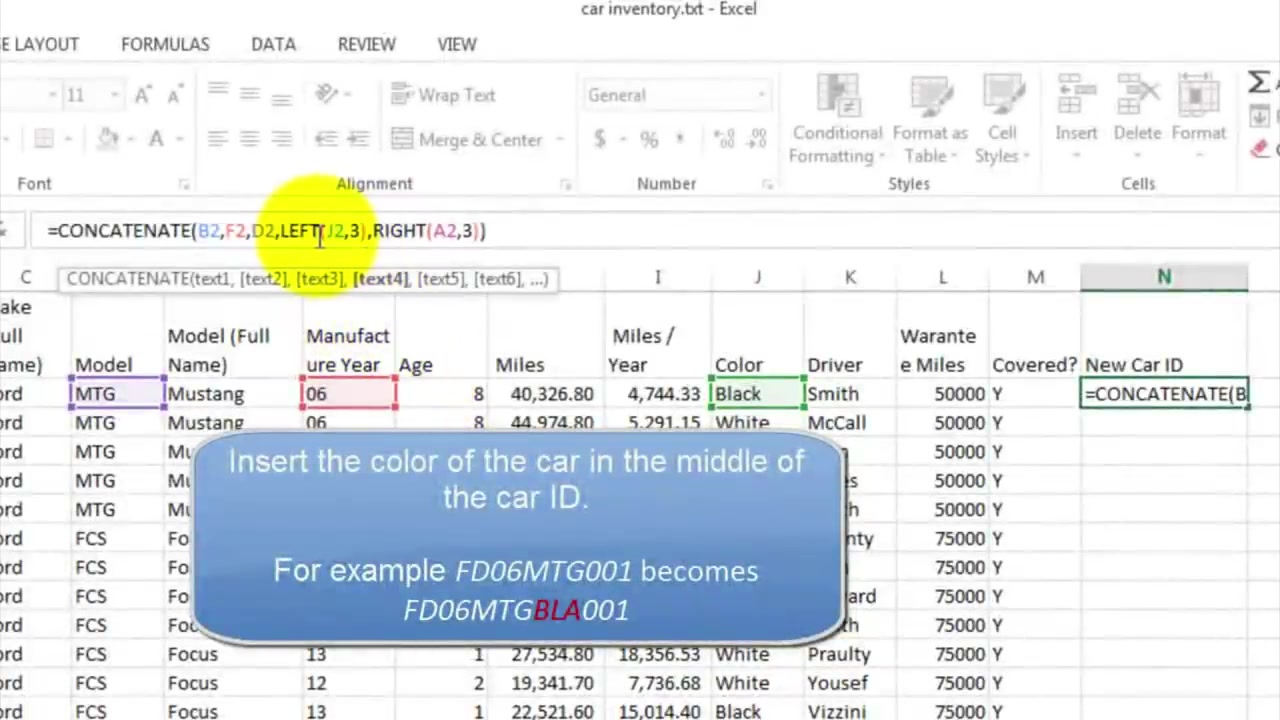 car inventory.txt - Excel
E LAYOUT FORMULAS DATA REVIEW VIEW
11 A A Wrap Text General
A Merge & Center $ % Conditional Formatting Format as Table Cell Styles Insert Delete Format
Font Alignment Number Styles Cells
=CONCATENATE(B2,F2,D2,LEFT(J2,3),RIGHT(A2,3))
CONCATENATE(text1, [text2], [text3], [text4], [text5], [text6], ...)
C I J K L M N
ake
ull Model (Full Manufact Miles / Warante
ame) Model Name) ure Year Age Miles Year Color Driver e Miles Covered? New Car ID
ord MTG Mustang 06 8 40,326.80 4,744.33 Black Smith 50000 Y =CONCATENATE(B
ord MTG Mustang 06 8 44,974.80 5,291.15 White McCall 50000 Y
ord MTG Mu 50000 Y
ord MTG Mu es 50000 Y
ord MTG Mu 50000 Y
ord FCS Fo nty 75000 Y
ord FCS Fo 75000 Y
ord FCS Fo ard 75000 Y
ord FCS Fo th 75000 Y
Insert the color of the car in the middle of
the car ID.
For example FD06MTG001 becomes
FD06MTGBLA001
ord FCS Focus 13 1 27,534.80 18,356.53 White Praulty 75000 Y
ord FCS Focus 12 2 19,341.70 7,736.68 White Yousef 75000 Y
ord FCS Focus 13 1 22,521.60 15,014.40 Black Vizzini 75000 Y